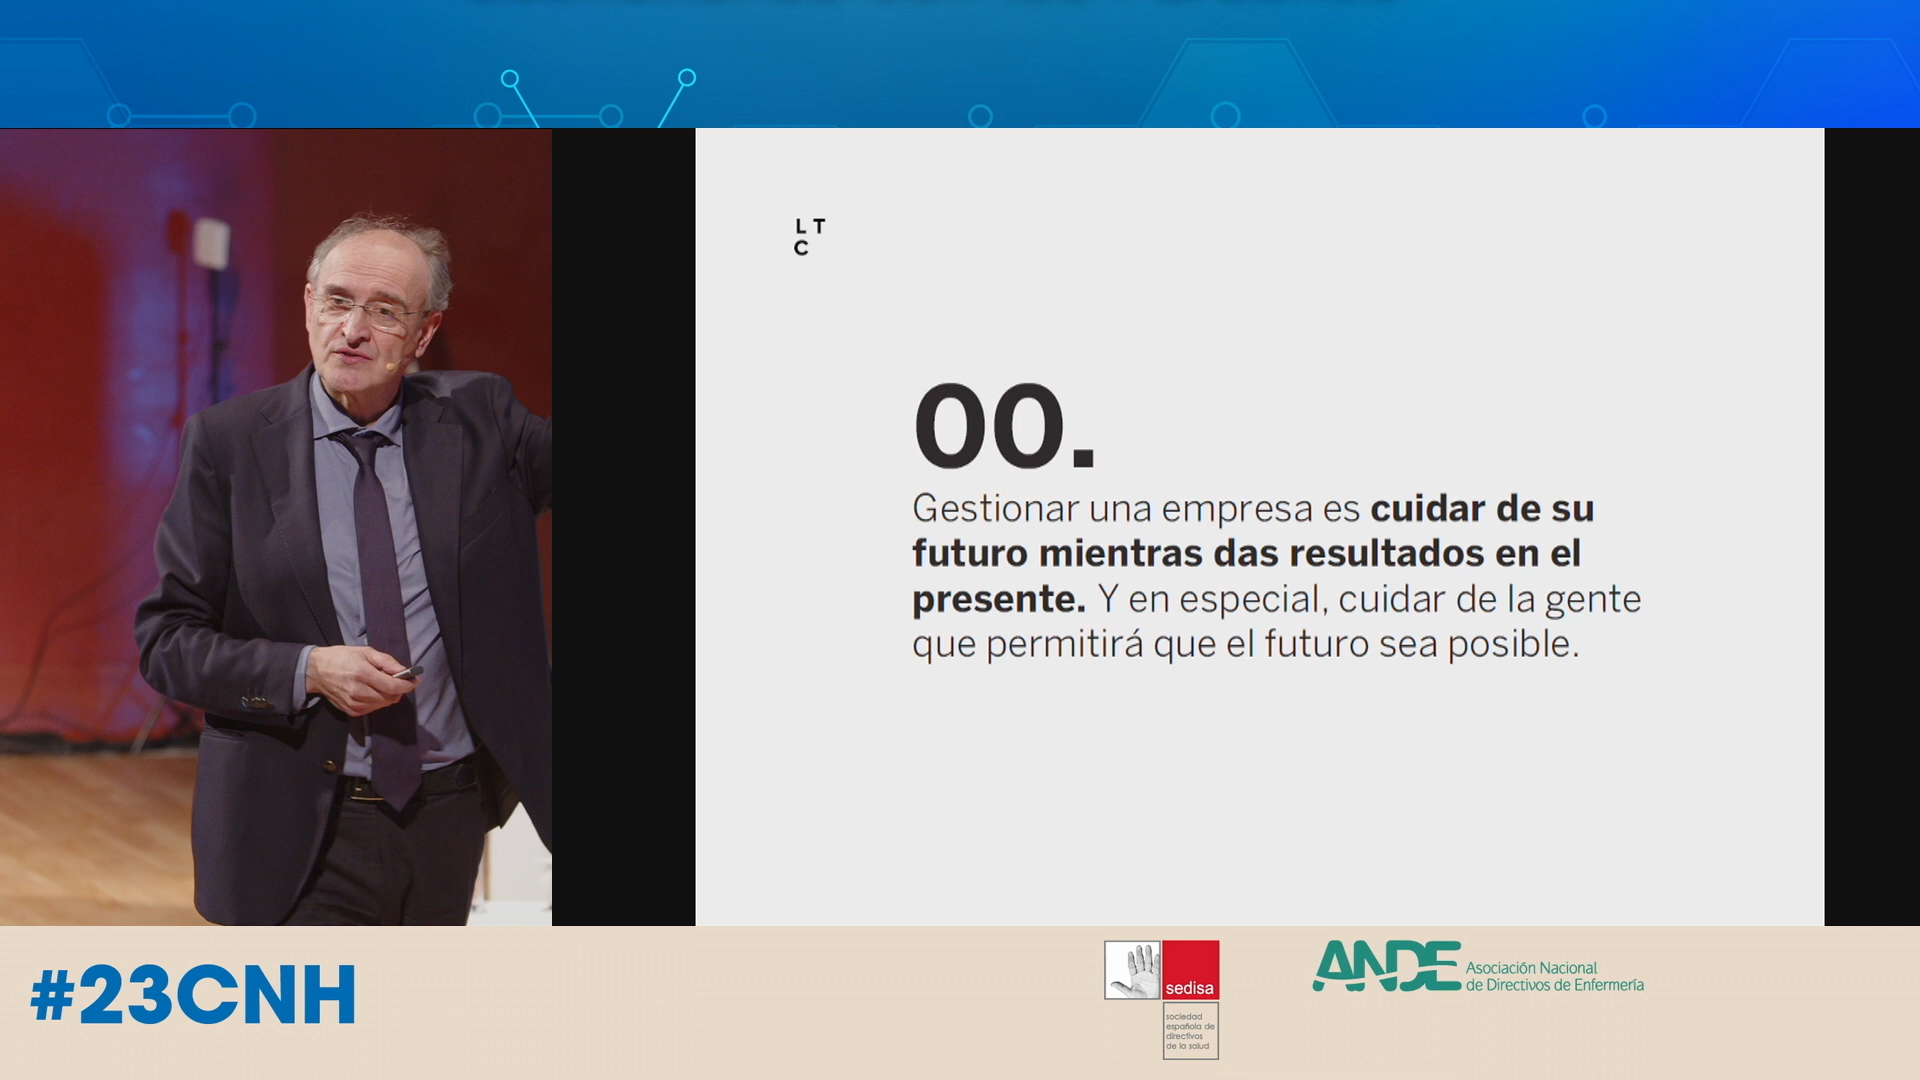 L T
C
00.
Gestionar una empresa es cuidar de su
futuro mientras das resultados en el
presente. Y en especial, cuidar de la gente
que permitirá que el futuro sea posible.
#23CNH
sedisa
sociedad
española de
directivos
de la salud
ANDE
Asociación Nacional
de Directivos de Enfermería